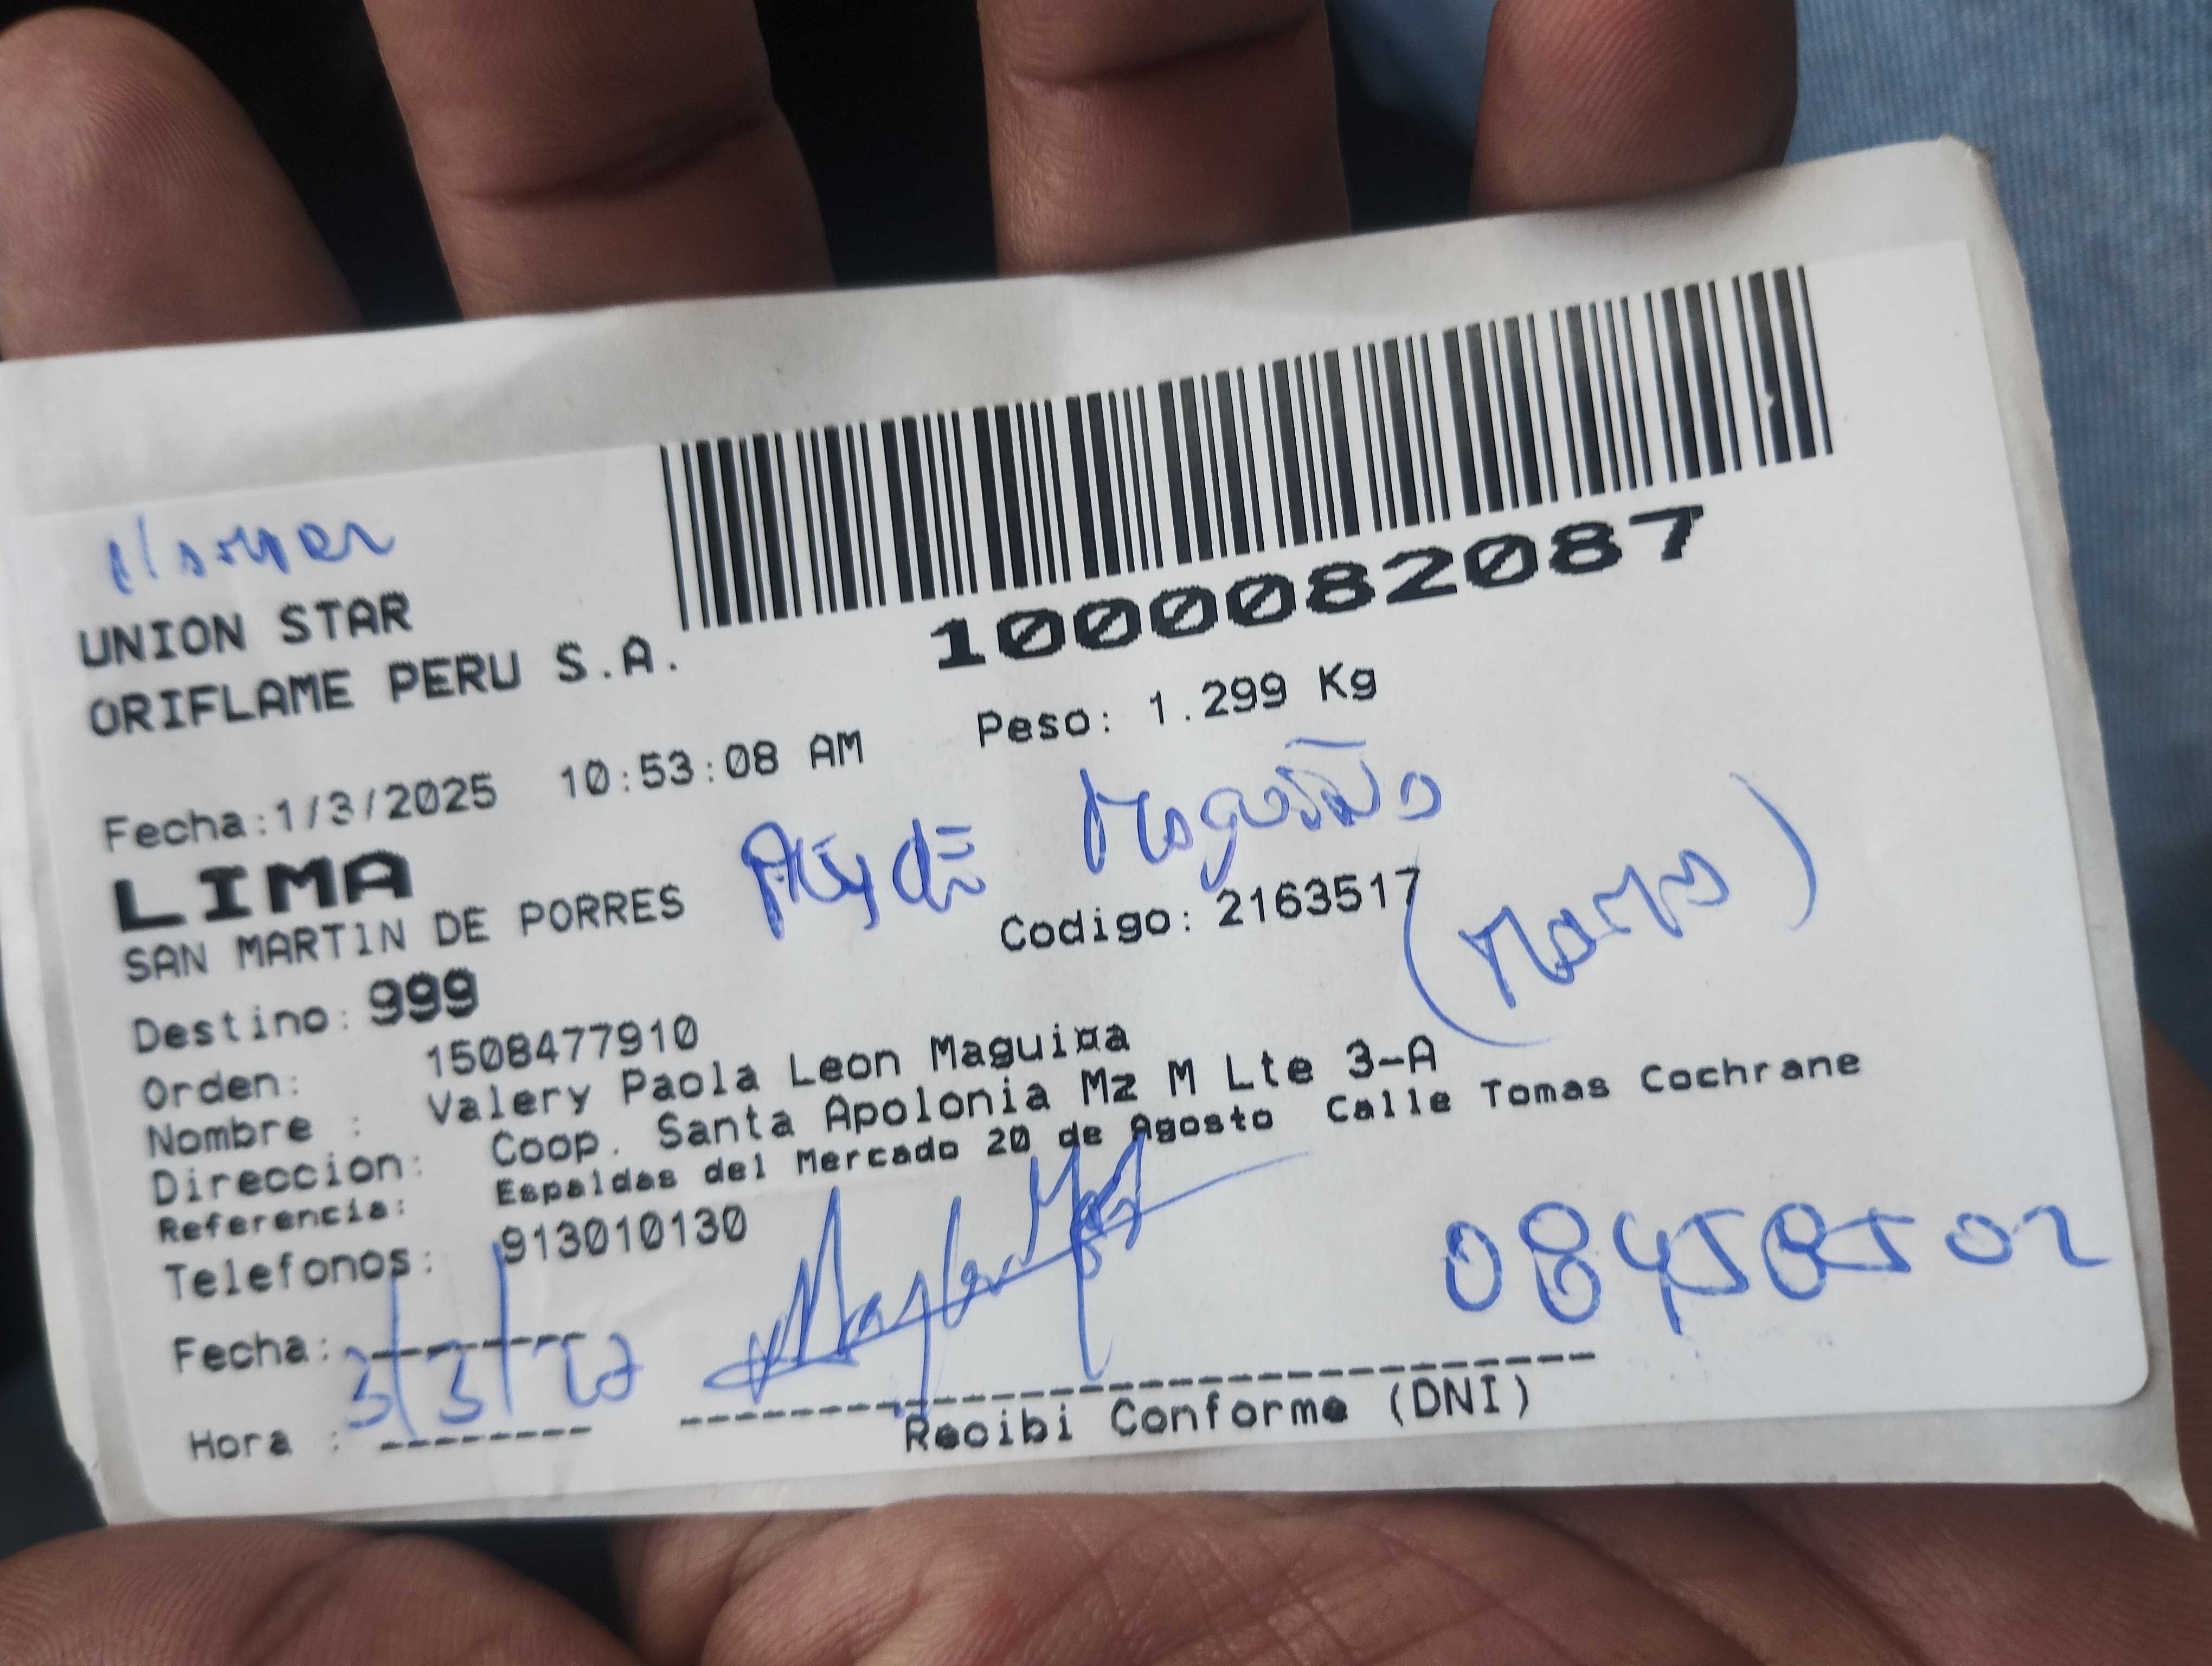 1000082087
UNION STAR
ORIFLAME PERU S.A.
Peso: 1.299 Kg
Fecha:1/3/2025 10:53:08 AM
LIMA
SAN MARTIN DE PORRES
Codigo: 2163517
Destino: 999
Orden: 1508477910
Nombre : Valery Paola Leon Magui¤a
Direccion: Coop. Santa Apolonia Mz M Lte 3-A
Referencia: Espaldas del Mercado 20 de Agosto Calle Tomas Cochrane
Telefonos: 913010130
08458502
Fecha: 3/3/
Hora :
Recibi Conforme (DNI)